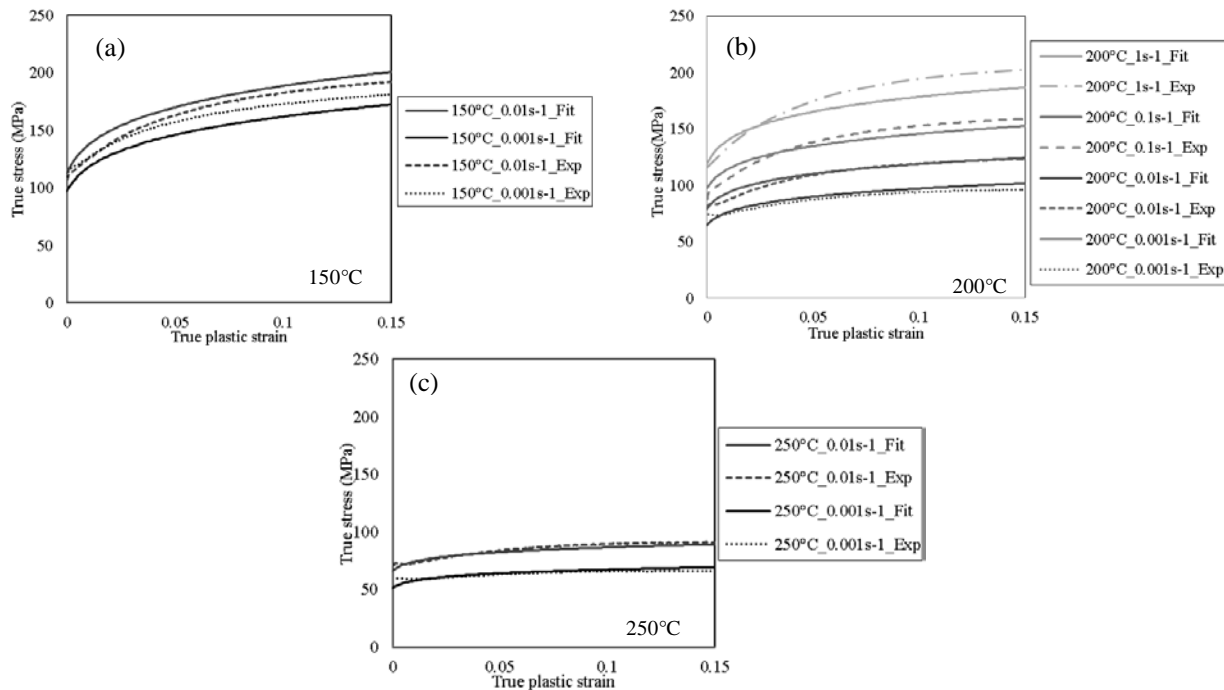 250
(a)
200
150
100
50
0
True stress (MPa)
150°C
0 0.05 0.1 0.15
True plastic strain
150°C_0.01s-1_Fit
150°C_0.001s-1_Fit
150°C_0.01s-1_Exp
150°C_0.001s-1_Exp
250
(b)
200
150
100
50
0
True stress(MPa)
200°C
0 0.05 0.1 0.15
True plastic strain
200°C_1s-1_Fit
200°C_1s-1_Exp
200°C_0.1s-1_Fit
200°C_0.1s-1_Exp
200°C_0.01s-1_Fit
200°C_0.01s-1_Exp
200°C_0.001s-1_Fit
200°C_0.001s-1_Exp
250
(c)
200
150
100
50
0
True stress (MPa)
250°C
0 0.05 0.1 0.15
True plastic strain
250°C_0.01s-1_Fit
250°C_0.01s-1_Exp
250°C_0.001s-1_Fit
250°C_0.001s-1_Exp